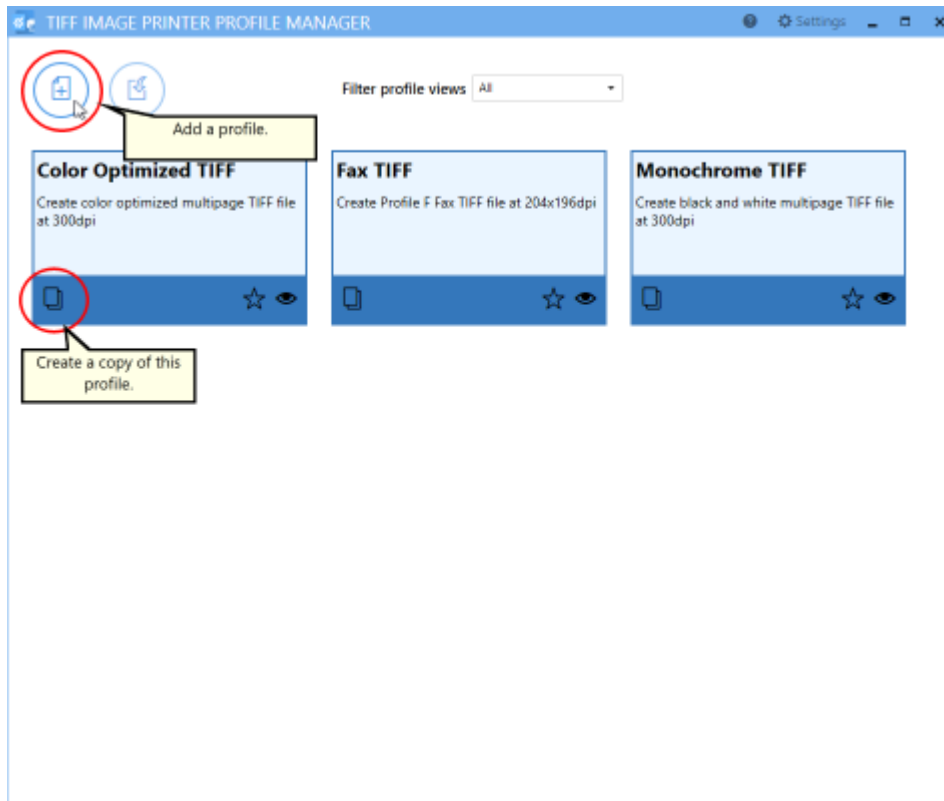 TIFF IMAGE PRINTER PROFILE MANAGER
Settings
Filter profile views All
Add a profile.
Color Optimized TIFF
Create color optimized multipage TIFF file
at 300dpi
Fax TIFF
Create Profile F Fax TIFF file at 204x196dpi
Monochrome TIFF
Create black and white multipage TIFF file
at 300dpi
Create a copy of this
profile.